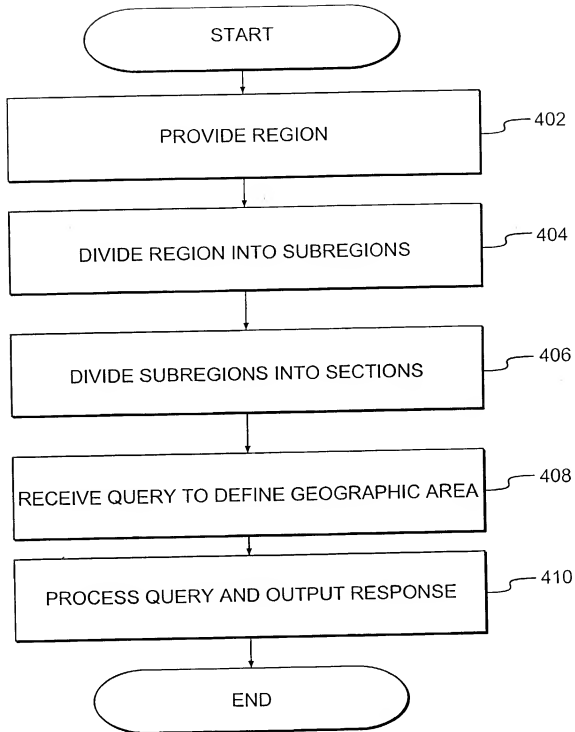 START
PROVIDE REGION
402
DIVIDE REGION INTO SUBREGIONS
404
DIVIDE SUBREGIONS INTO SECTIONS
406
RECEIVE QUERY TO DEFINE GEOGRAPHIC AREA
408
PROCESS QUERY AND OUTPUT RESPONSE
410
END